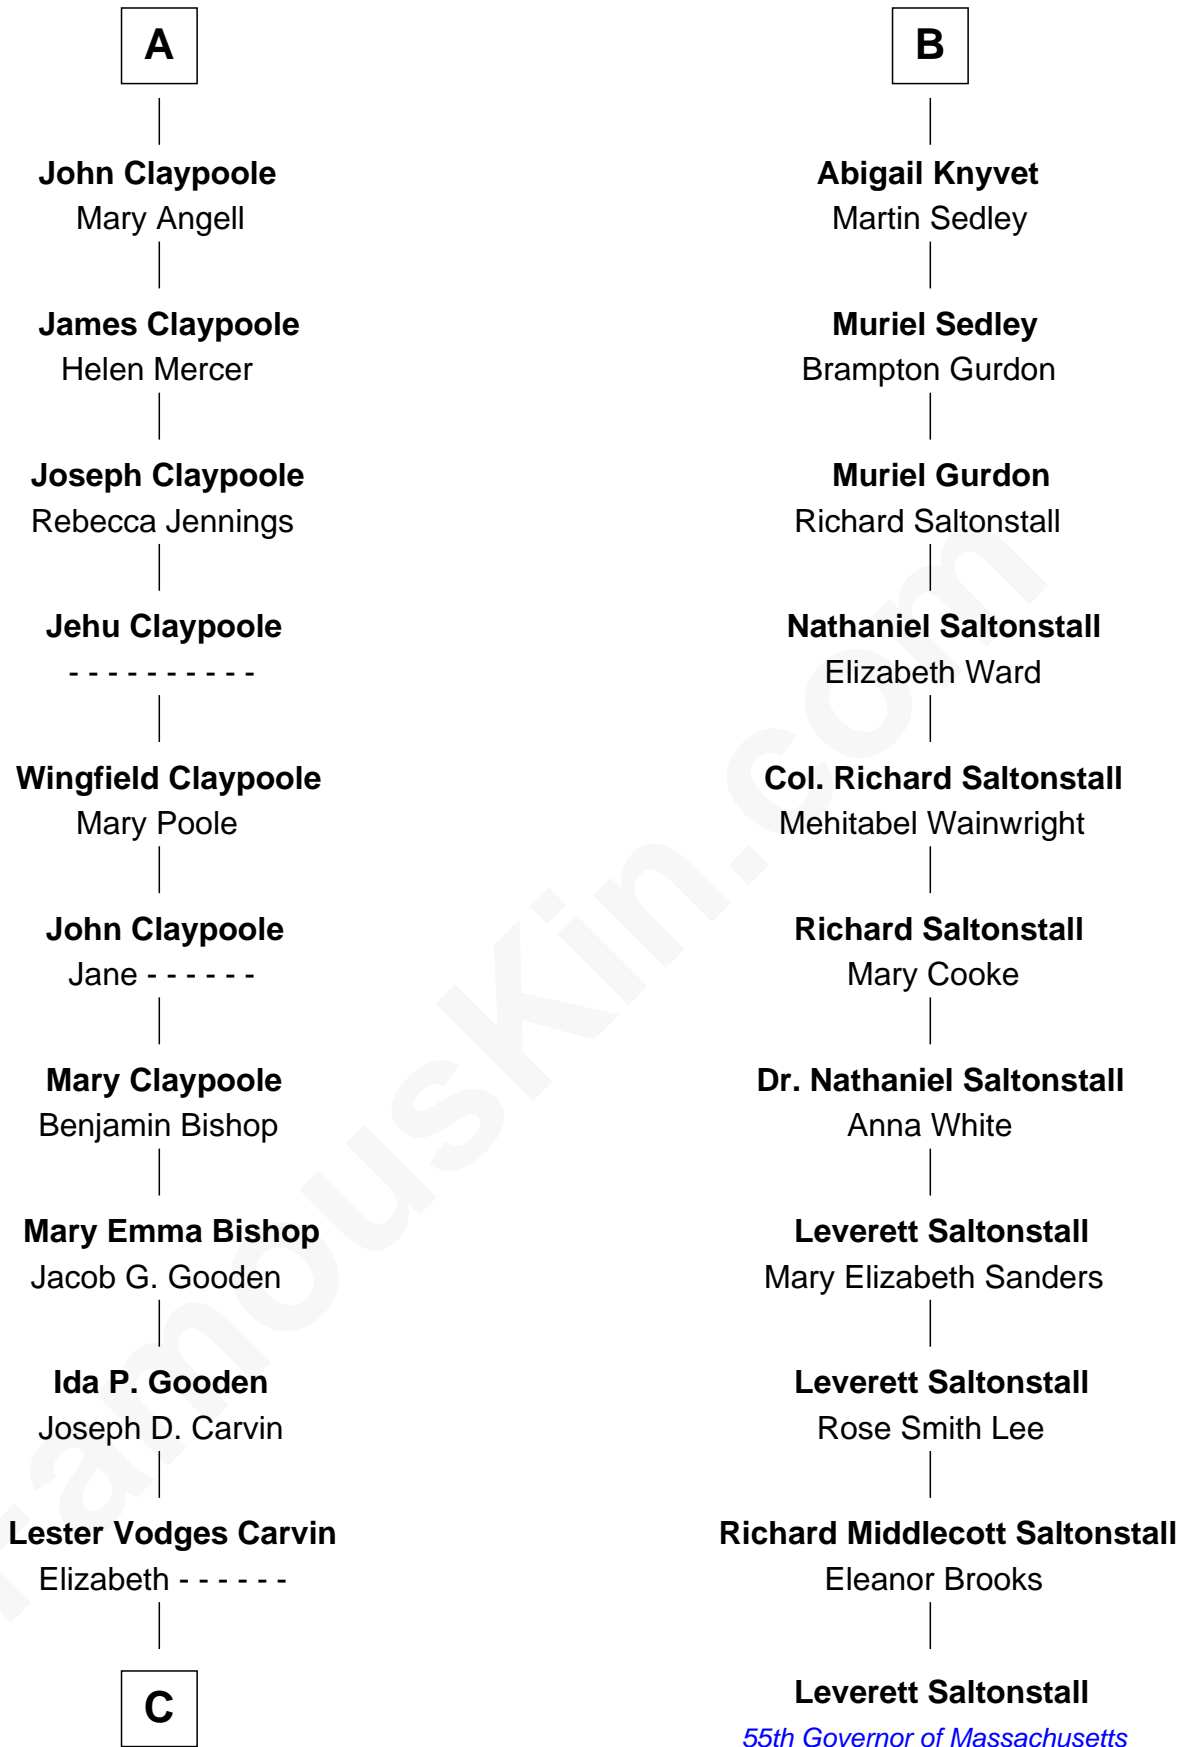 A
John Claypoole
Mary Angell
James Claypoole
Helen Mercer
Joseph Claypoole
Rebecca Jennings
Jehu Claypoole
- - - - - - - - - -
Wingfield Claypoole
Mary Poole
John Claypoole
Jane - - - - - -
Mary Claypoole
Benjamin Bishop
Mary Emma Bishop
Jacob G. Gooden
Ida P. Gooden
Joseph D. Carvin
Lester Vodges Carvin
Elizabeth - - - - - -
C
B
Abigail Knyvet
Martin Sedley
Muriel Sedley
Brampton Gurdon
Muriel Gurdon
Richard Saltonstall
Nathaniel Saltonstall
Elizabeth Ward
Col. Richard Saltonstall
Mehitabel Wainwright
Richard Saltonstall
Mary Cooke
Dr. Nathaniel Saltonstall
Anna White
Leverett Saltonstall
Mary Elizabeth Sanders
Leverett Saltonstall
Rose Smith Lee
Richard Middlecott Saltonstall
Eleanor Brooks
Leverett Saltonstall
55th Governor of Massachusetts
FamousKin.com